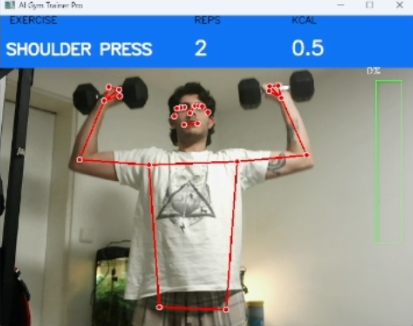 AI Gym Trainer Pro
EXERCISE REPS KCAL
SHOULDER PRESS 2 0.5
0%